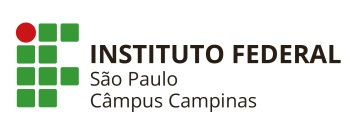 INSTITUTO FEDERAL
São Paulo
Câmpus Campinas